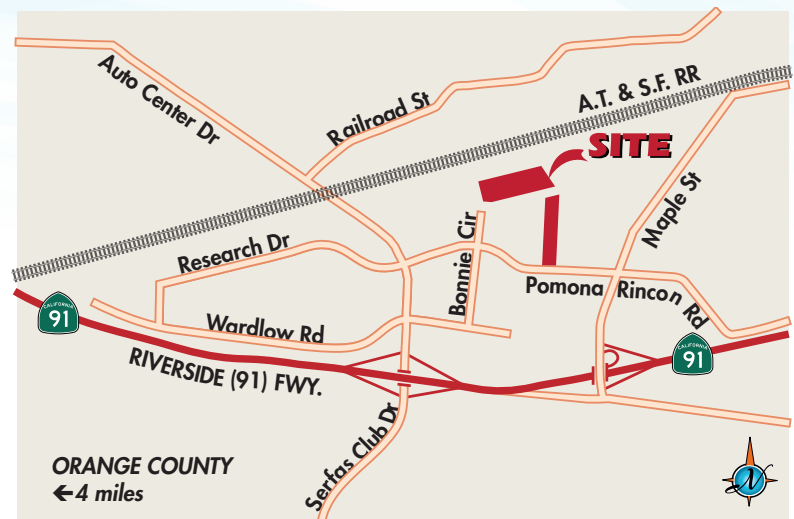 Auto Center Dr
Railroad St
A.T. & S.F. RR
SITE
Maple St
Research Dr
Bonnie Cir
Pomona Rincon Rd
CALIFORNIA
91
Wardlow Rd
RIVERSIDE (91) FWY.
CALIFORNIA
91
Serfas Club Dr
ORANGE COUNTY
←4 miles
N